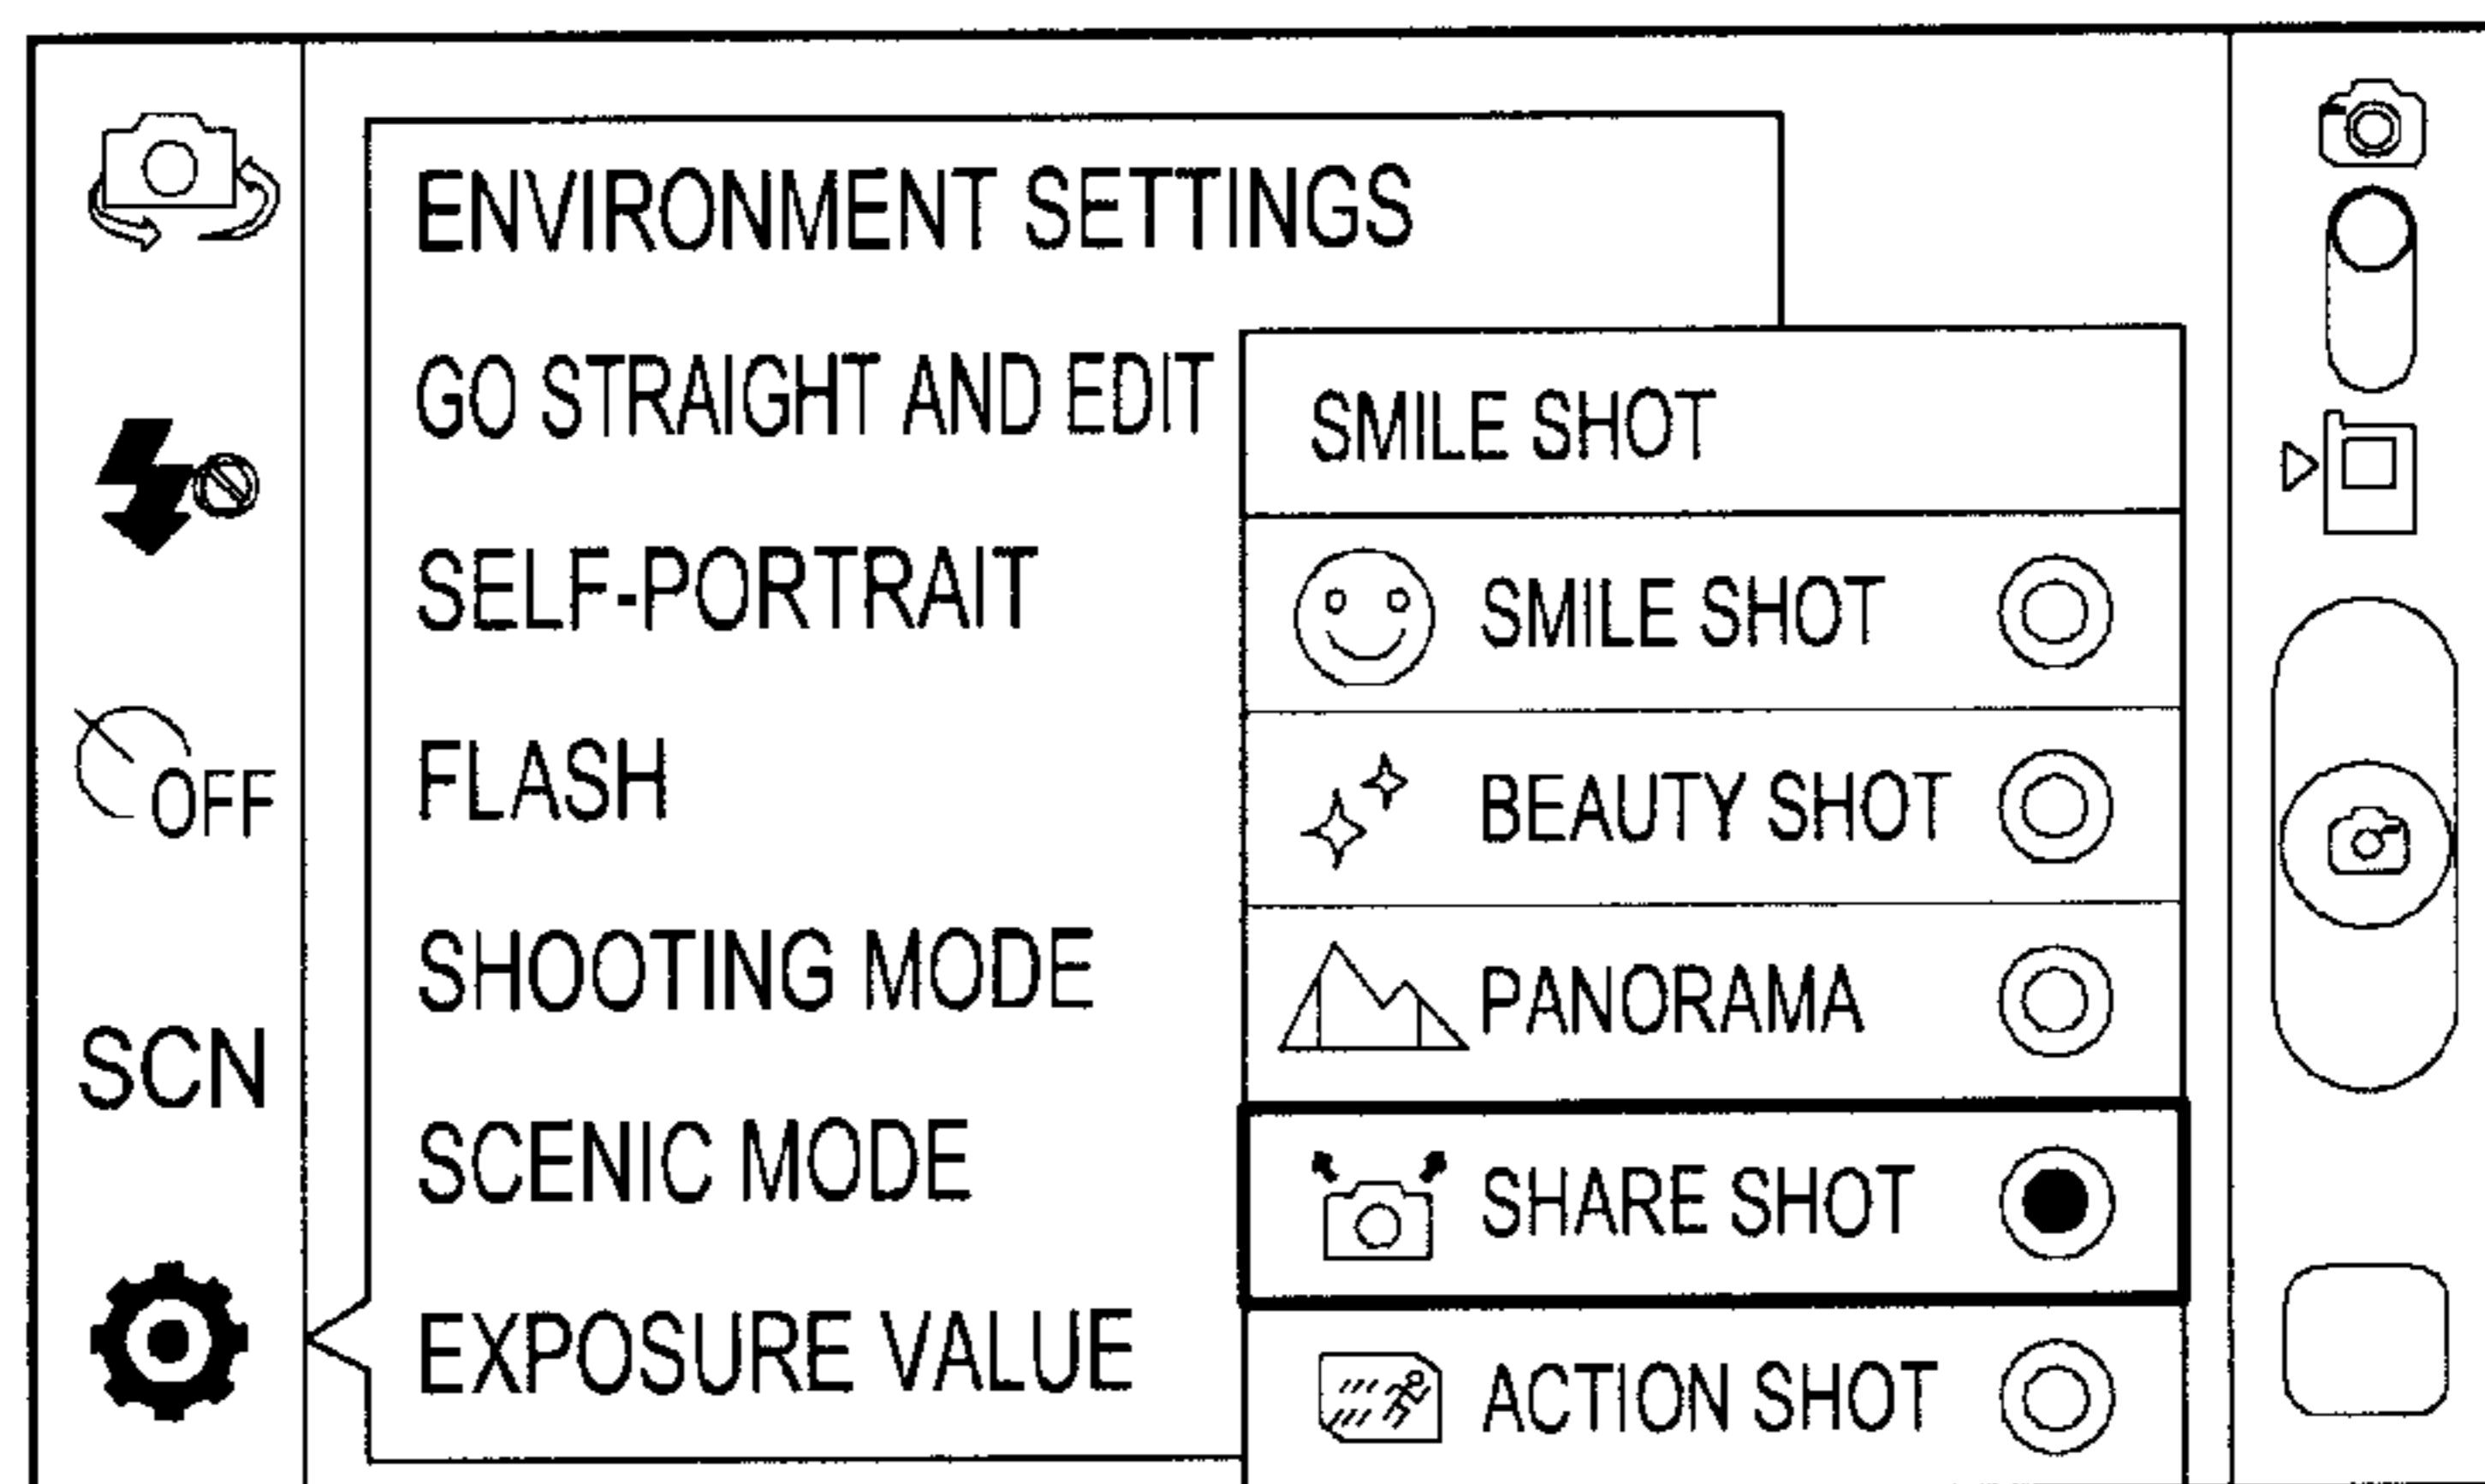 OFF
SCN
ENVIRONMENT SETTINGS
GO STRAIGHT AND EDIT
SELF-PORTRAIT
FLASH
SHOOTING MODE
SCENIC MODE
EXPOSURE VALUE
SMILE SHOT
SMILE SHOT
BEAUTY SHOT
PANORAMA
SHARE SHOT
ACTION SHOT